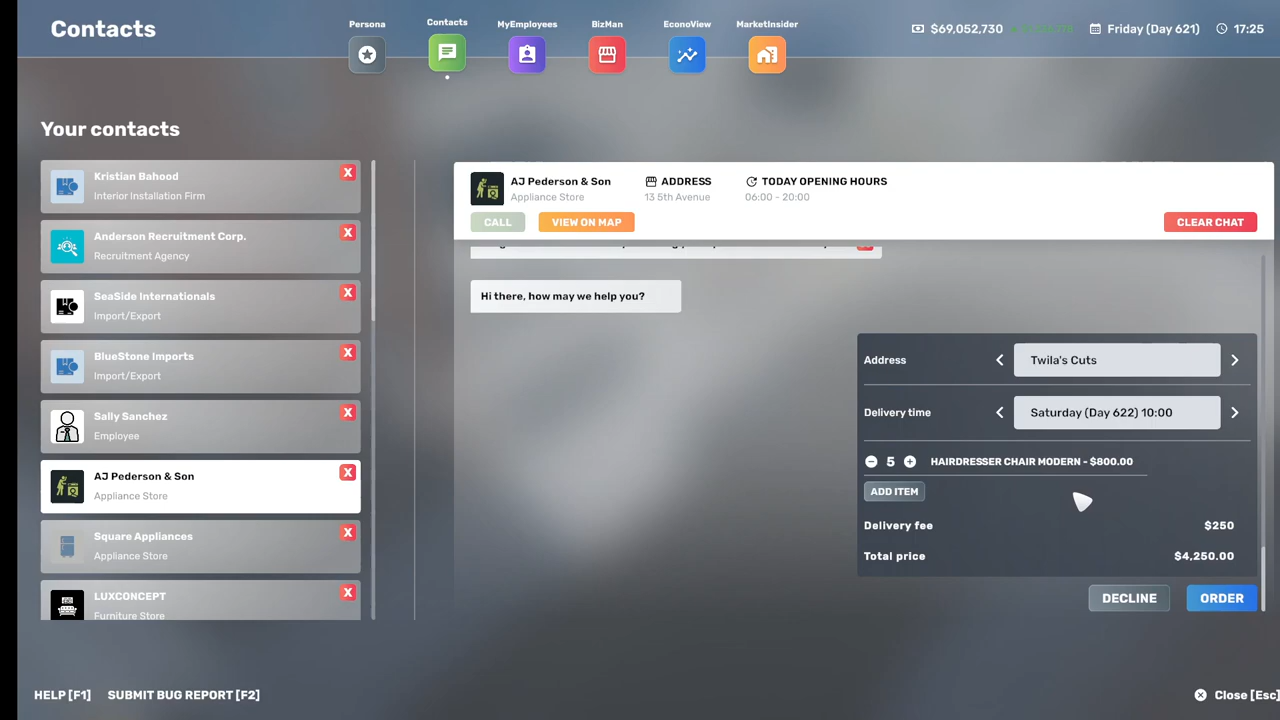 Contacts
Persona
Contacts
MyEmployees
BizMan
EconoView
MarketInsider
$69,052,730
Friday (Day 621)
17:25
Your contacts
Kristian Bahood
Interior Installation Firm
X
Anderson Recruitment Corp.
Recruitment Agency
X
SeaSide Internationals
Import/Export
X
BlueStone Imports
Import/Export
X
Sally Sanchez
Employee
X
AJ Pederson & Son
Appliance Store
X
Square Appliances
Appliance Store
X
LUXCONCEPT
Furniture Store
X
AJ Pederson & Son
Appliance Store
ADDRESS
13 5th Avenue
TODAY OPENING HOURS
06:00 - 20:00
CALL
VIEW ON MAP
CLEAR CHAT
Hi there, how may we help you?
Address
Twila's Cuts
Delivery time
Saturday (Day 622) 10:00
5
HAIRDRESSER CHAIR MODERN - $800.00
ADD ITEM
Delivery fee
$250
Total price
$4,250.00
DECLINE
ORDER
HELP [F1]
SUBMIT BUG REPORT [F2]
Close [Esc]